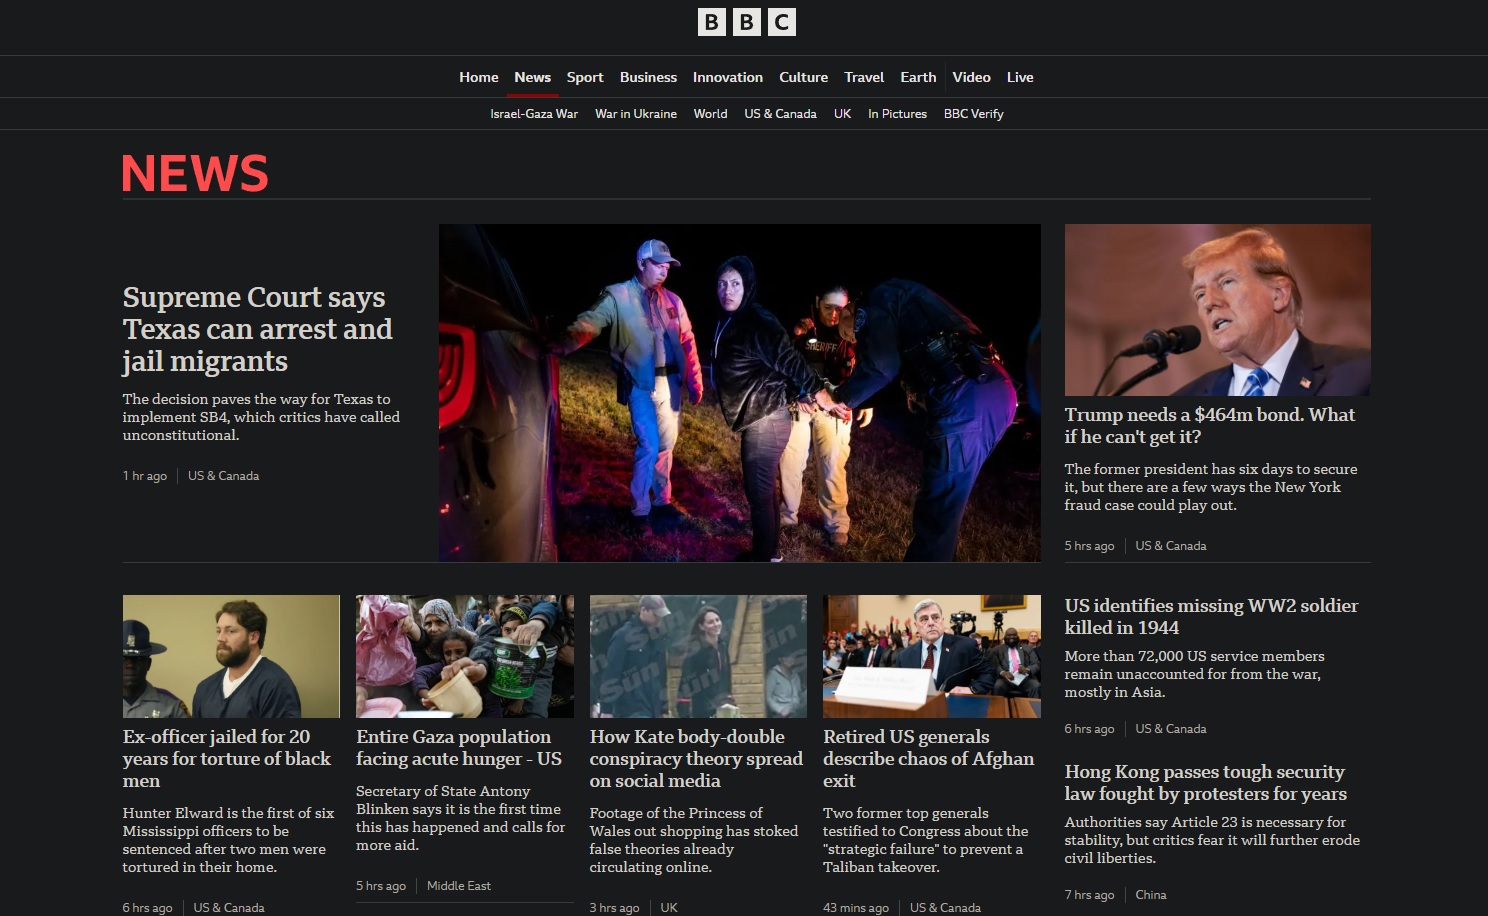 BBC
Home News Sport Business Innovation Culture Travel Earth Video Live
Israel-Gaza War War in Ukraine World US & Canada UK In Pictures BBC Verify
NEWS
Supreme Court says
Texas can arrest and
jail migrants
The decision paves the way for Texas to
implement SB4, which critics have called
unconstitutional.
1 hr ago US & Canada
SHERIFF
Trump needs a $464m bond. What
if he can't get it?
The former president has six days to secure
it, but there are a few ways the New York
fraud case could play out.
5 hrs ago US & Canada
Ex-officer jailed for 20
years for torture of black
men
Hunter Elward is the first of six
Mississippi officers to be
sentenced after two men were
tortured in their home.
6 hrs ago US & Canada
Entire Gaza population
facing acute hunger - US
Secretary of State Antony
Blinken says it is the first time
this has happened and calls for
more aid.
5 hrs ago Middle East
Sun
How Kate body-double
conspiracy theory spread
on social media
Footage of the Princess of
Wales out shopping has stoked
false theories already
circulating online.
3 hrs ago UK
Retired US generals
describe chaos of Afghan
exit
Two former top generals
testified to Congress about the
"strategic failure" to prevent a
Taliban takeover.
43 mins ago US & Canada
US identifies missing WW2 soldier
killed in 1944
More than 72,000 US service members
remain unaccounted for from the war,
mostly in Asia.
6 hrs ago US & Canada
Hong Kong passes tough security
law fought by protesters for years
Authorities say Article 23 is necessary for
stability, but critics fear it will further erode
civil liberties.
7 hrs ago China